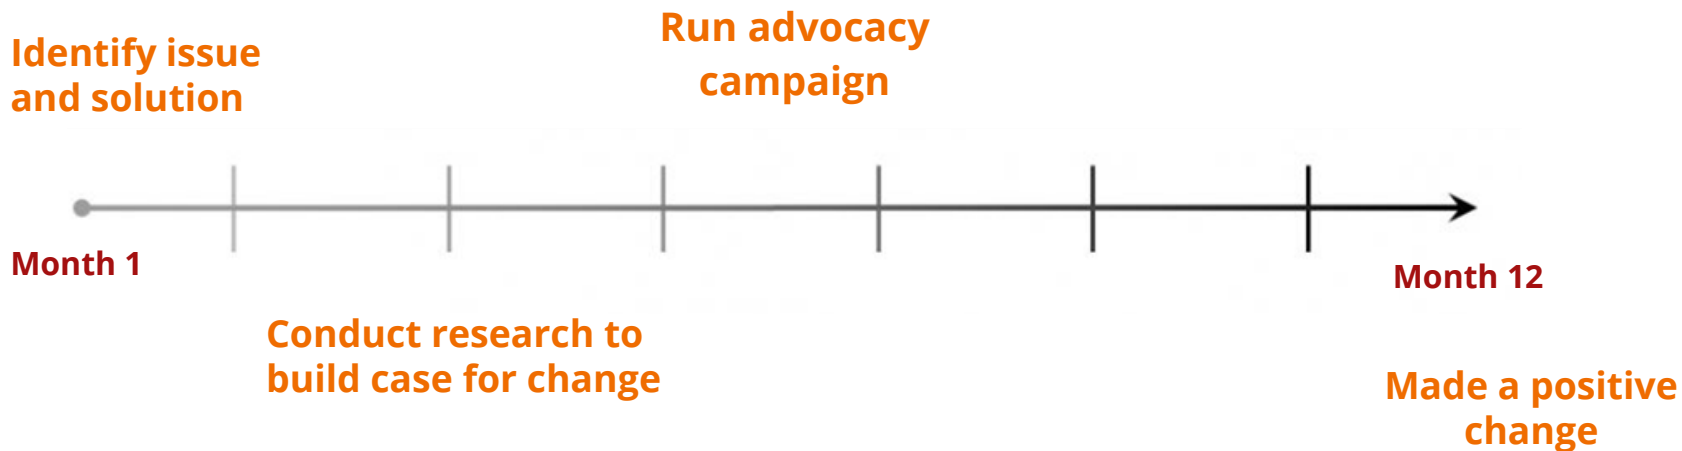 Identify issue
and solution
Run advocacy
campaign
Month 1
Month 12
Conduct research to
build case for change
Made a positive
change